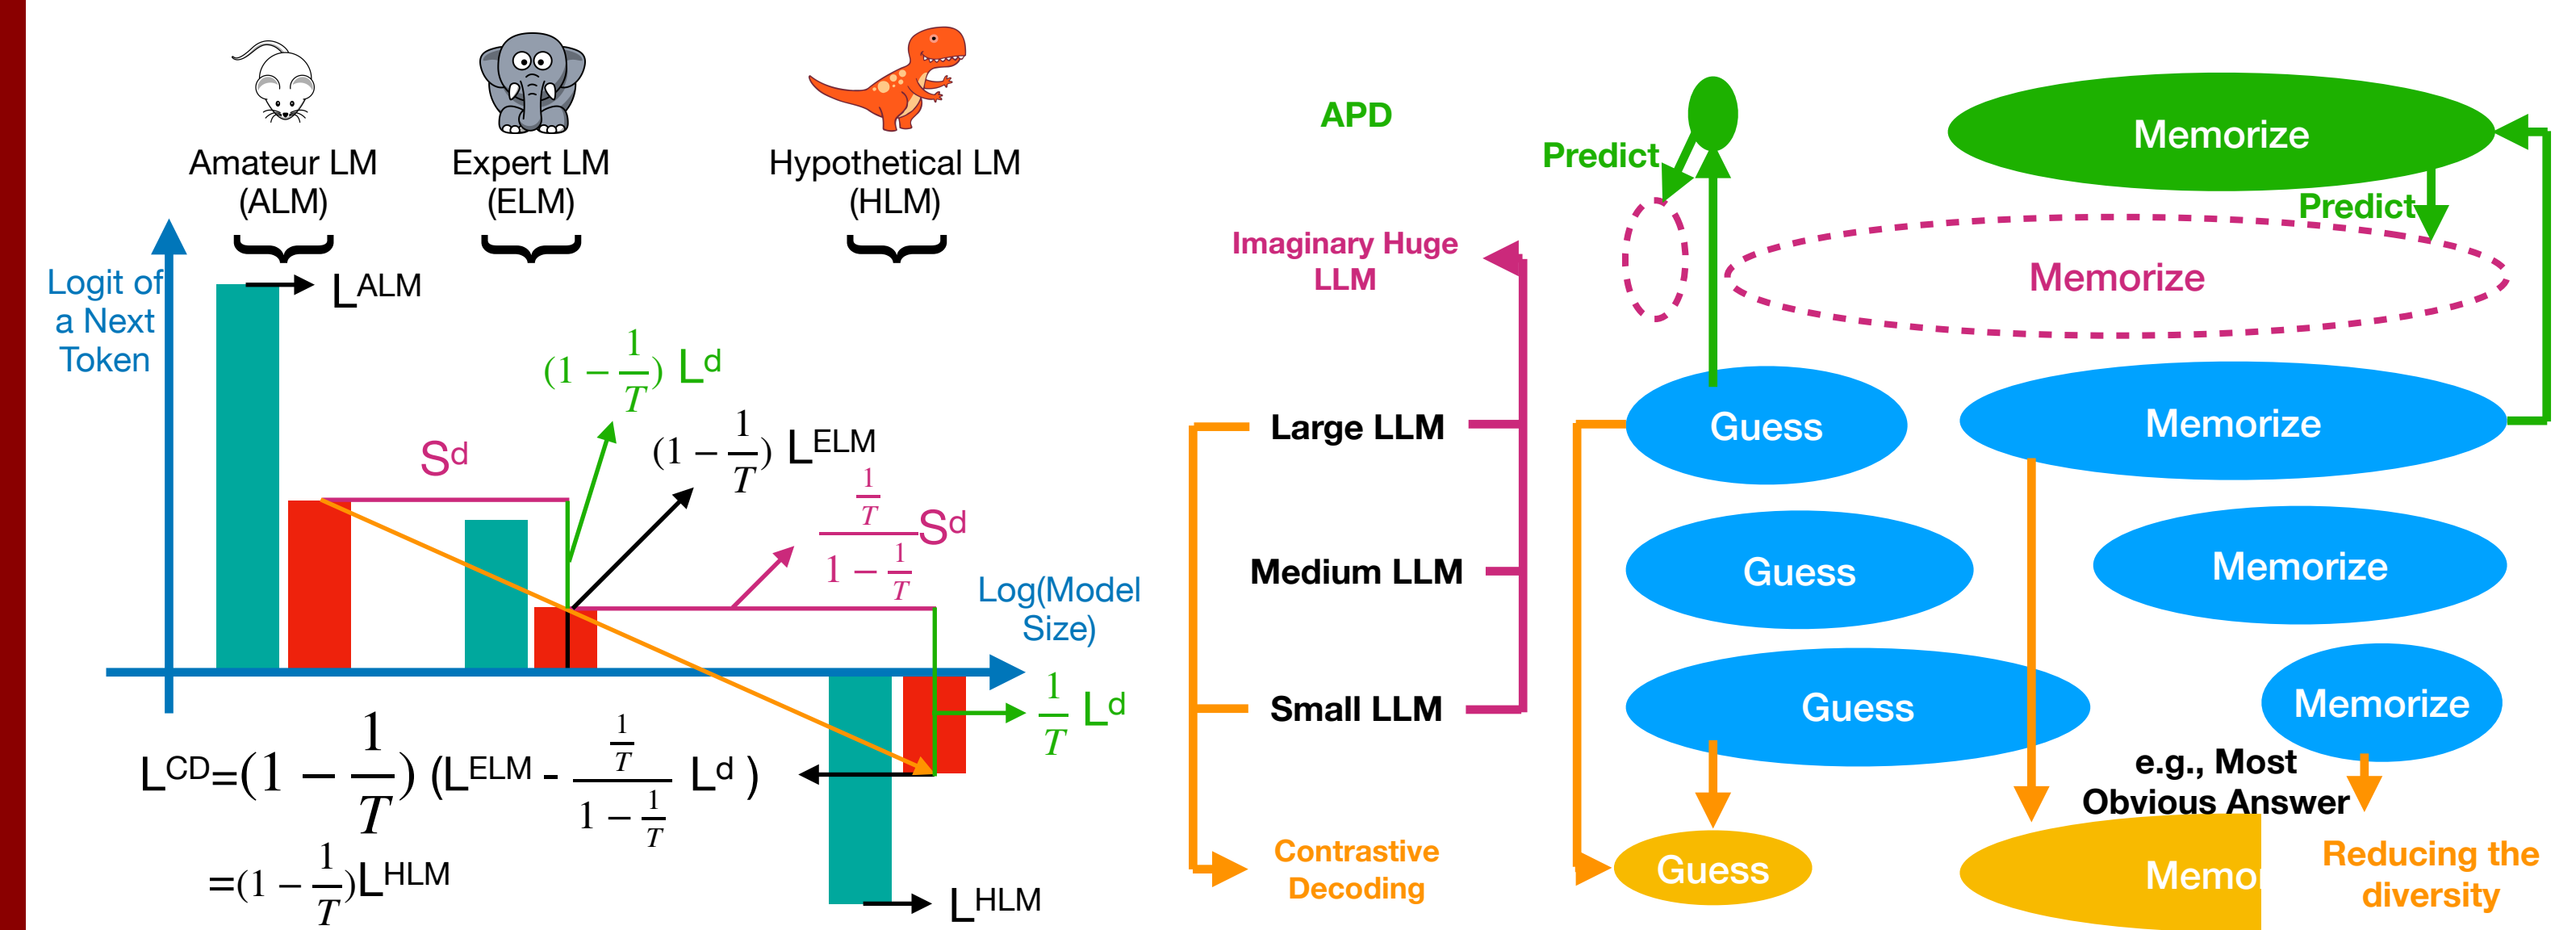 Amateur LM
(ALM)
Expert LM
(ELM)
Hypothetical LM
(HLM)
Logit of
a Next
Token
L^ALM
(1 − 1/T) L^d
(1 − 1/T) L^ELM
S^d
(1/T)/(1 − 1/T) S^d
Log(Model
Size)
1/T L^d
L^CD=(1 − 1/T) (L^ELM - (1/T)/(1 − 1/T) L^d )
=(1 − 1/T)L^HLM
L^HLM
APD
Predict
Memorize
Predict
Imaginary Huge
LLM
Memorize
Large LLM
Guess
Memorize
Medium LLM
Guess
Memorize
Small LLM
Guess
Memorize
e.g., Most
Obvious Answer
Contrastive
Decoding
Guess
Memo
Reducing the
diversity